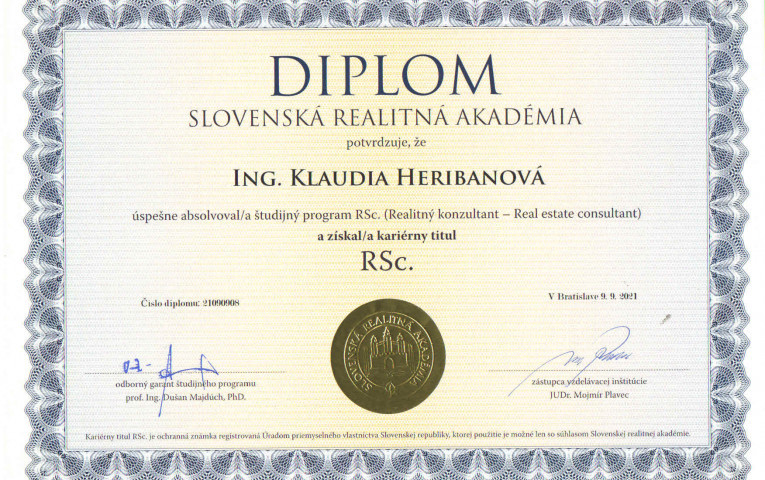 DIPLOM
SLOVENSKÁ REALITNÁ AKADÉMIA
potvrdzuje, že
ING. KLAUDIA HERIBANOVÁ
úspešne absolvoval/a študijný program RSc. (Realitný konzultant – Real estate consultant)
a získal/a kariérny titul
RSc.
Číslo diplomu: 21090908
V Bratislave 9. 9. 2021
SLOVENSKÁ REALITNÁ AKADÉMIA
odborný garant študijného programu
prof. Ing. Dušan Majdúch, PhD.
zástupca vzdelávacej inštitúcie
JUDr. Mojmír Plavec
Kariérny titul RSc. je ochranná známka registrovaná Úradom priemyselného vlastníctva Slovenskej republiky, ktorej použitie je možné len so súhlasom Slovenskej realitnej akadémie.